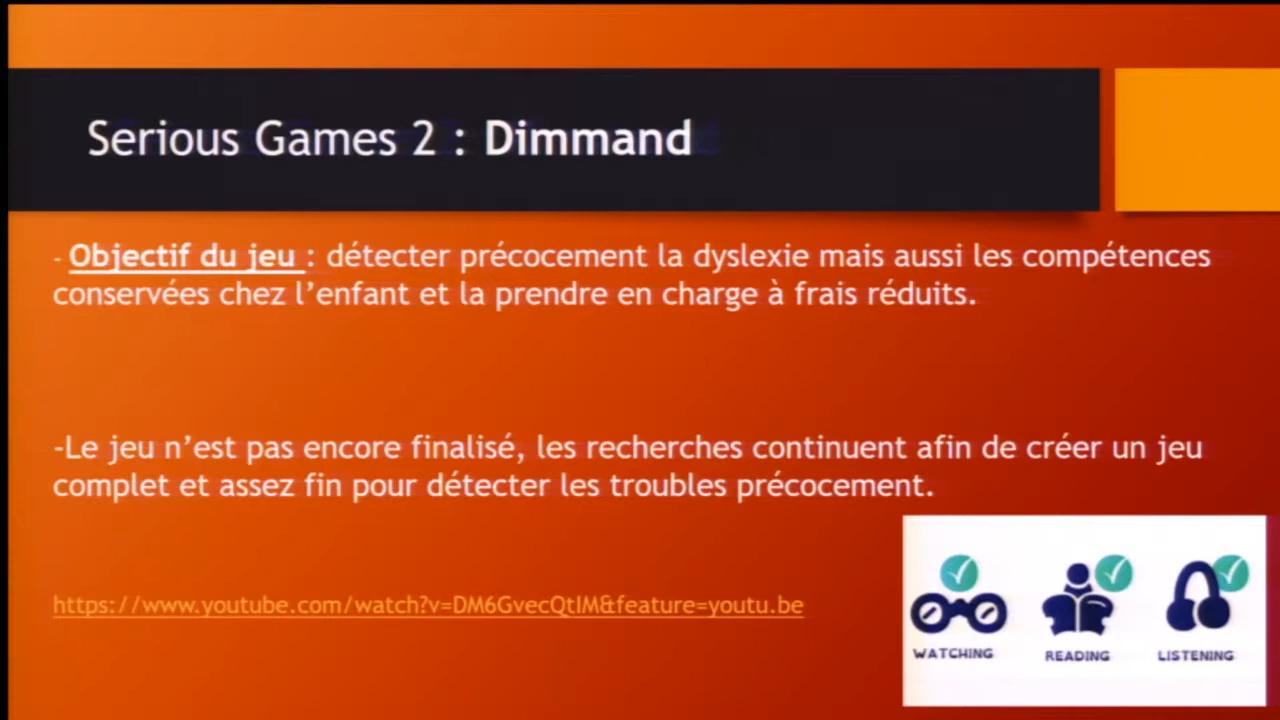 Serious Games 2 : Dimmand
- Objectif du jeu : détecter précocement la dyslexie mais aussi les compétences
conservées chez l’enfant et la prendre en charge à frais réduits.
-Le jeu n’est pas encore finalisé, les recherches continuent afin de créer un jeu
complet et assez fin pour détecter les troubles précocement.
https://www.youtube.com/watch?v=DM6GvecQtlM&feature=youtu.be
WATCHING READING LISTENING